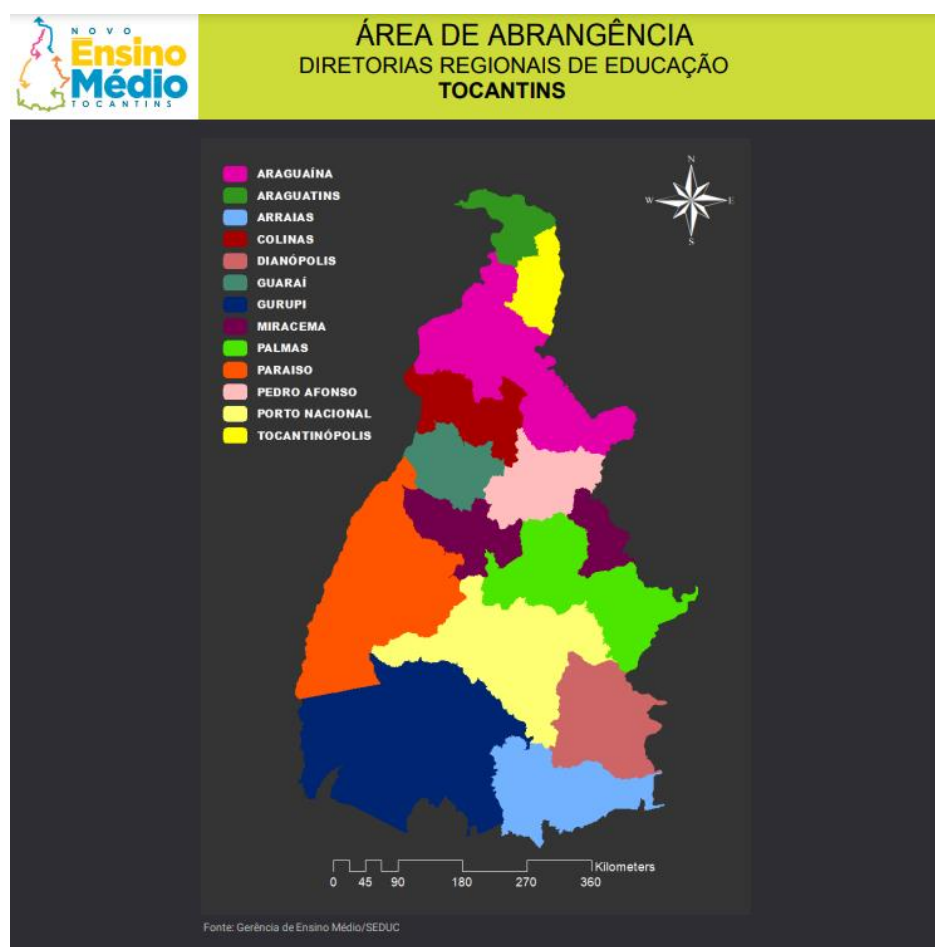 NOVO
Ensino
Médio
TOCANTINS
ÁREA DE ABRANGÊNCIA
DIRETORIAS REGIONAIS DE EDUCAÇÃO
TOCANTINS
ARAGUAÍNA
ARAGUATINS
ARRAIAS
COLINAS
DIANÓPOLIS
GUARAÍ
GURUPI
MIRACEMA
PALMAS
PARAISO
PEDRO AFONSO
PORTO NACIONAL
TOCANTINÓPOLIS
N
W E
S
Kilometers
0 45 90 180 270 360
Fonte: Gerência de Ensino Médio/SEDUC